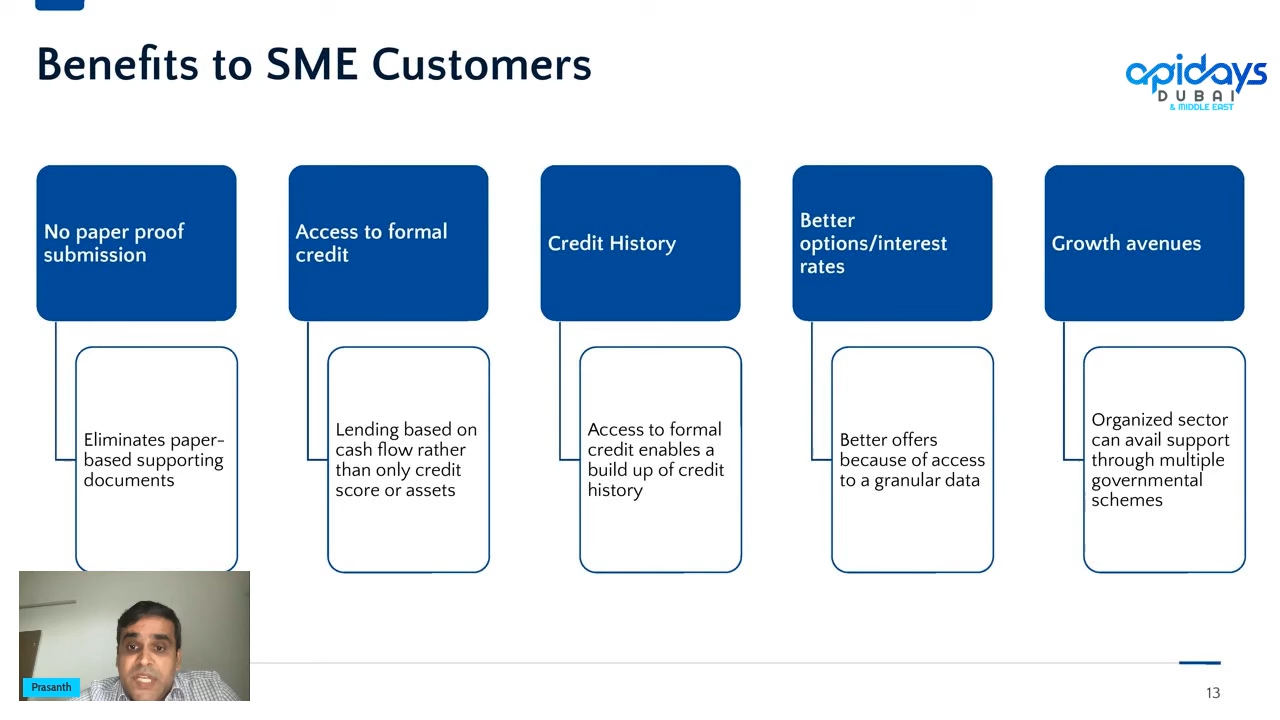 Benefits to SME Customers
apidays
DUBAI
& MIDDLE EAST
No paper proof
submission
Eliminates paper-
based supporting
documents
Access to formal
credit
Lending based on
cash flow rather
than only credit
score or assets
Credit History
Access to formal
credit enables a
build up of credit
history
Better
options/interest
rates
Better offers
because of access
to a granular data
Growth avenues
Organized sector
can avail support
through multiple
governmental
schemes
Prasanth
13